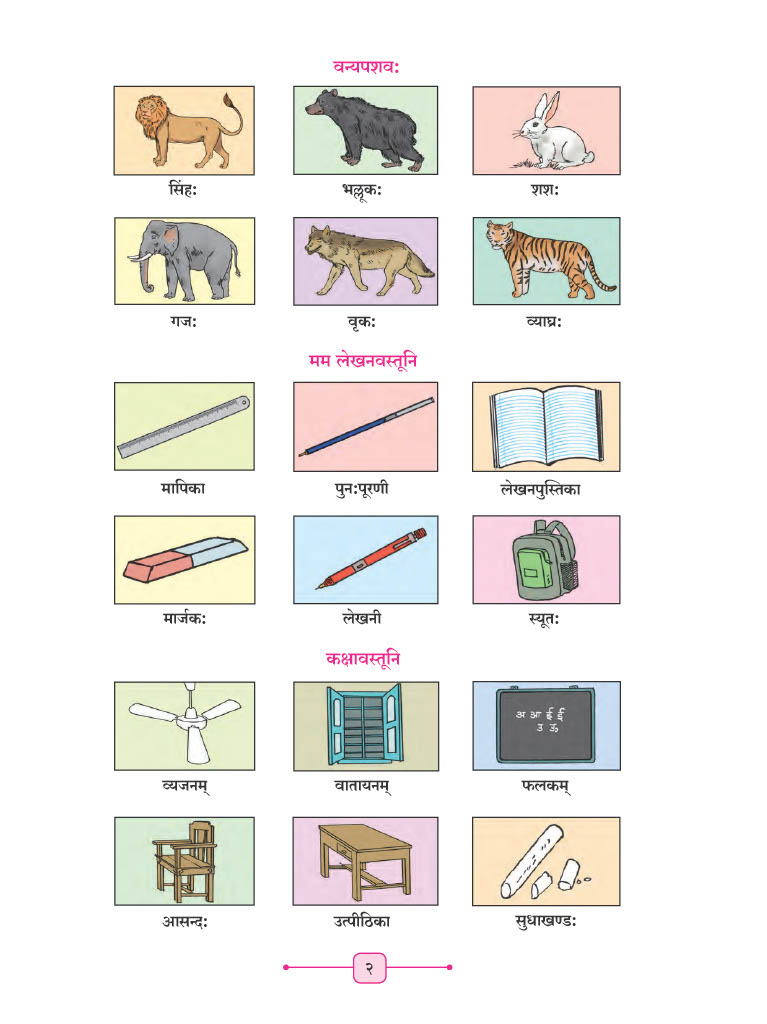 वन्यपशवः
सिंहः भल्लूकः शशः
गजः वृकः व्याघ्रः
मम लेखनवस्तूनि
मापिका पुनःपूरणी लेखनपुस्तिका
मार्जकः लेखनी स्यूतः
कक्षावस्तूनि
अ आ ई ई
उ ऊ
व्यजनम् वातायनम् फलकम्
आसन्दः उत्पीठिका सुधाखण्डः
२